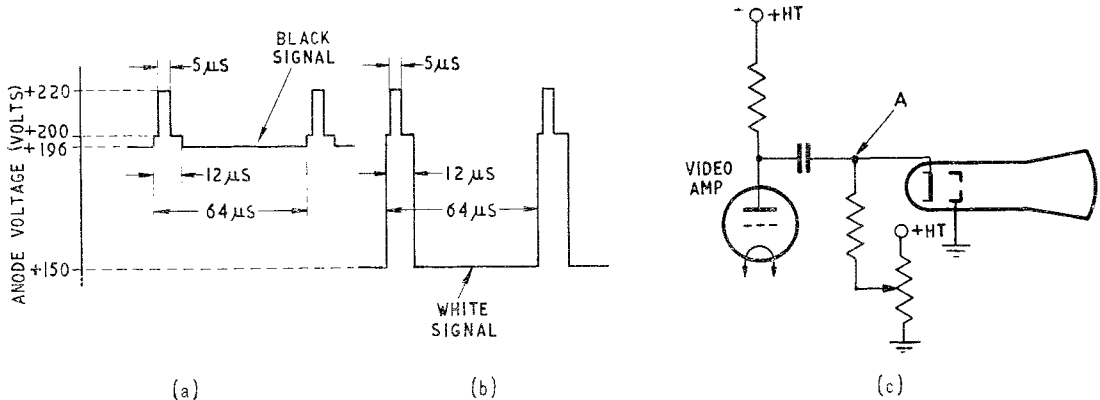 ANODE VOLTAGE (VOLTS)
+220
+200
+196
+150
5μS
BLACK
SIGNAL
12μS
64μS
5μS
12μS
64μS
WHITE
SIGNAL
(a)
(b)
+HT
A
VIDEO
AMP
+HT
(c)